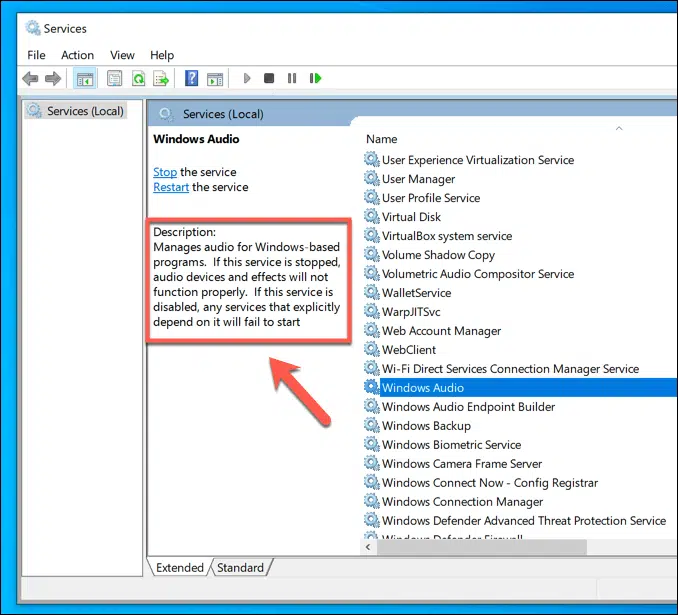 Services
File Action View Help
Services (Local)
Services (Local)
Windows Audio
Stop the service
Restart the service
Description:
Manages audio for Windows-based
programs. If this service is stopped,
audio devices and effects will not
function properly. If this service is
disabled, any services that explicitly
depend on it will fail to start
Name
User Experience Virtualization Service
User Manager
User Profile Service
Virtual Disk
VirtualBox system service
Volume Shadow Copy
Volumetric Audio Compositor Service
WalletService
WarpJITSvc
Web Account Manager
WebClient
Wi-Fi Direct Services Connection Manager Service
Windows Audio
Windows Audio Endpoint Builder
Windows Backup
Windows Biometric Service
Windows Camera Frame Server
Windows Connect Now - Config Registrar
Windows Connection Manager
Windows Defender Advanced Threat Protection Service
Windows Defender Firewall
Extended Standard